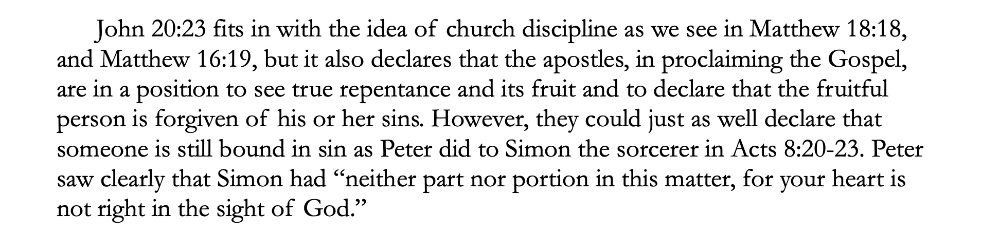 John 20:23 fits in with the idea of church discipline as we see in Matthew 18:18,
and Matthew 16:19, but it also declares that the apostles, in proclaiming the Gospel,
are in a position to see true repentance and its fruit and to declare that the fruitful
person is forgiven of his or her sins. However, they could just as well declare that
someone is still bound in sin as Peter did to Simon the sorcerer in Acts 8:20-23. Peter
saw clearly that Simon had “neither part nor portion in this matter, for your heart is
not right in the sight of God.”